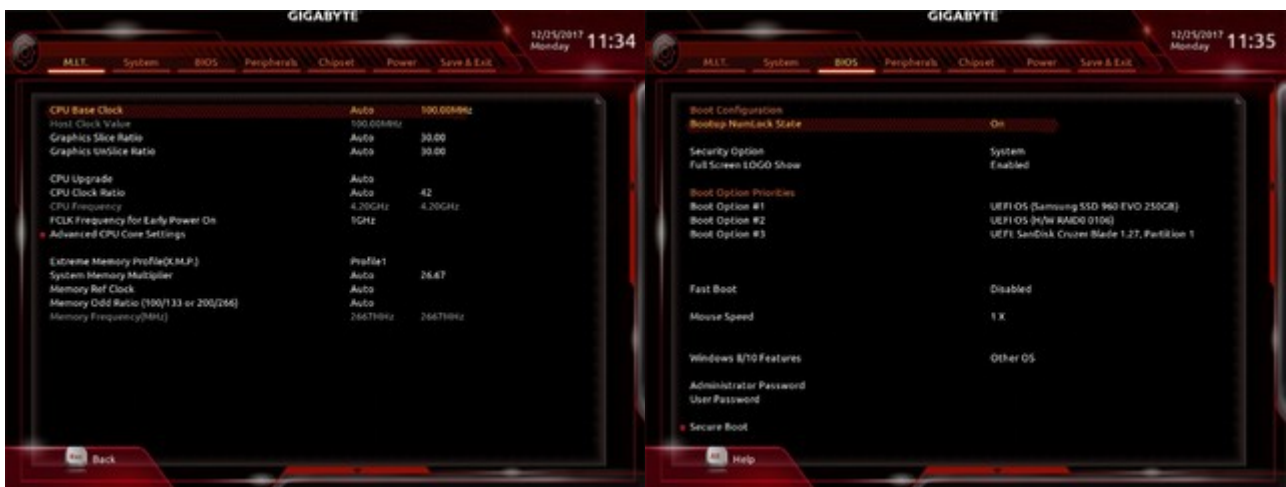 GIGABYTE
12/25/2017
Monday 11:34
M.I.T. System BIOS Peripherals Chipset Power Save & Exit
CPU Base Clock Auto 100.00MHz
Host Clock Value 100.00MHz
Graphics Slice Ratio Auto 30.00
Graphics UnSlice Ratio Auto 30.00
CPU Upgrade Auto
CPU Clock Ratio Auto 42
CPU Frequency 4.20GHz 4.20GHz
FCLK Frequency for Early Power On 1GHz
Advanced CPU Core Settings
Extreme Memory Profile(X.M.P.) Profile1
System Memory Multiplier Auto 26.67
Memory Ref Clock Auto
Memory Odd Ratio (100/133 or 200/266) Auto
Memory Frequency(MHz) 2667MHz 2667MHz
Esc Back
GIGABYTE
12/25/2017
Monday 11:35
M.I.T. System BIOS Peripherals Chipset Power Save & Exit
Boot Configuration
Bootup NumLock State On
Security Option System
Full Screen LOGO Show Enabled
Boot Option Priorities
Boot Option #1 UEFI OS (Samsung SSD 960 EVO 250GB)
Boot Option #2 UEFI OS (H/W RAID0 0106)
Boot Option #3 UEFI: SanDisk Cruzer Blade 1.27, Partition 1
Fast Boot Disabled
Mouse Speed 1 X
Windows 8/10 Features Other OS
Administrator Password
User Password
Secure Boot
Help